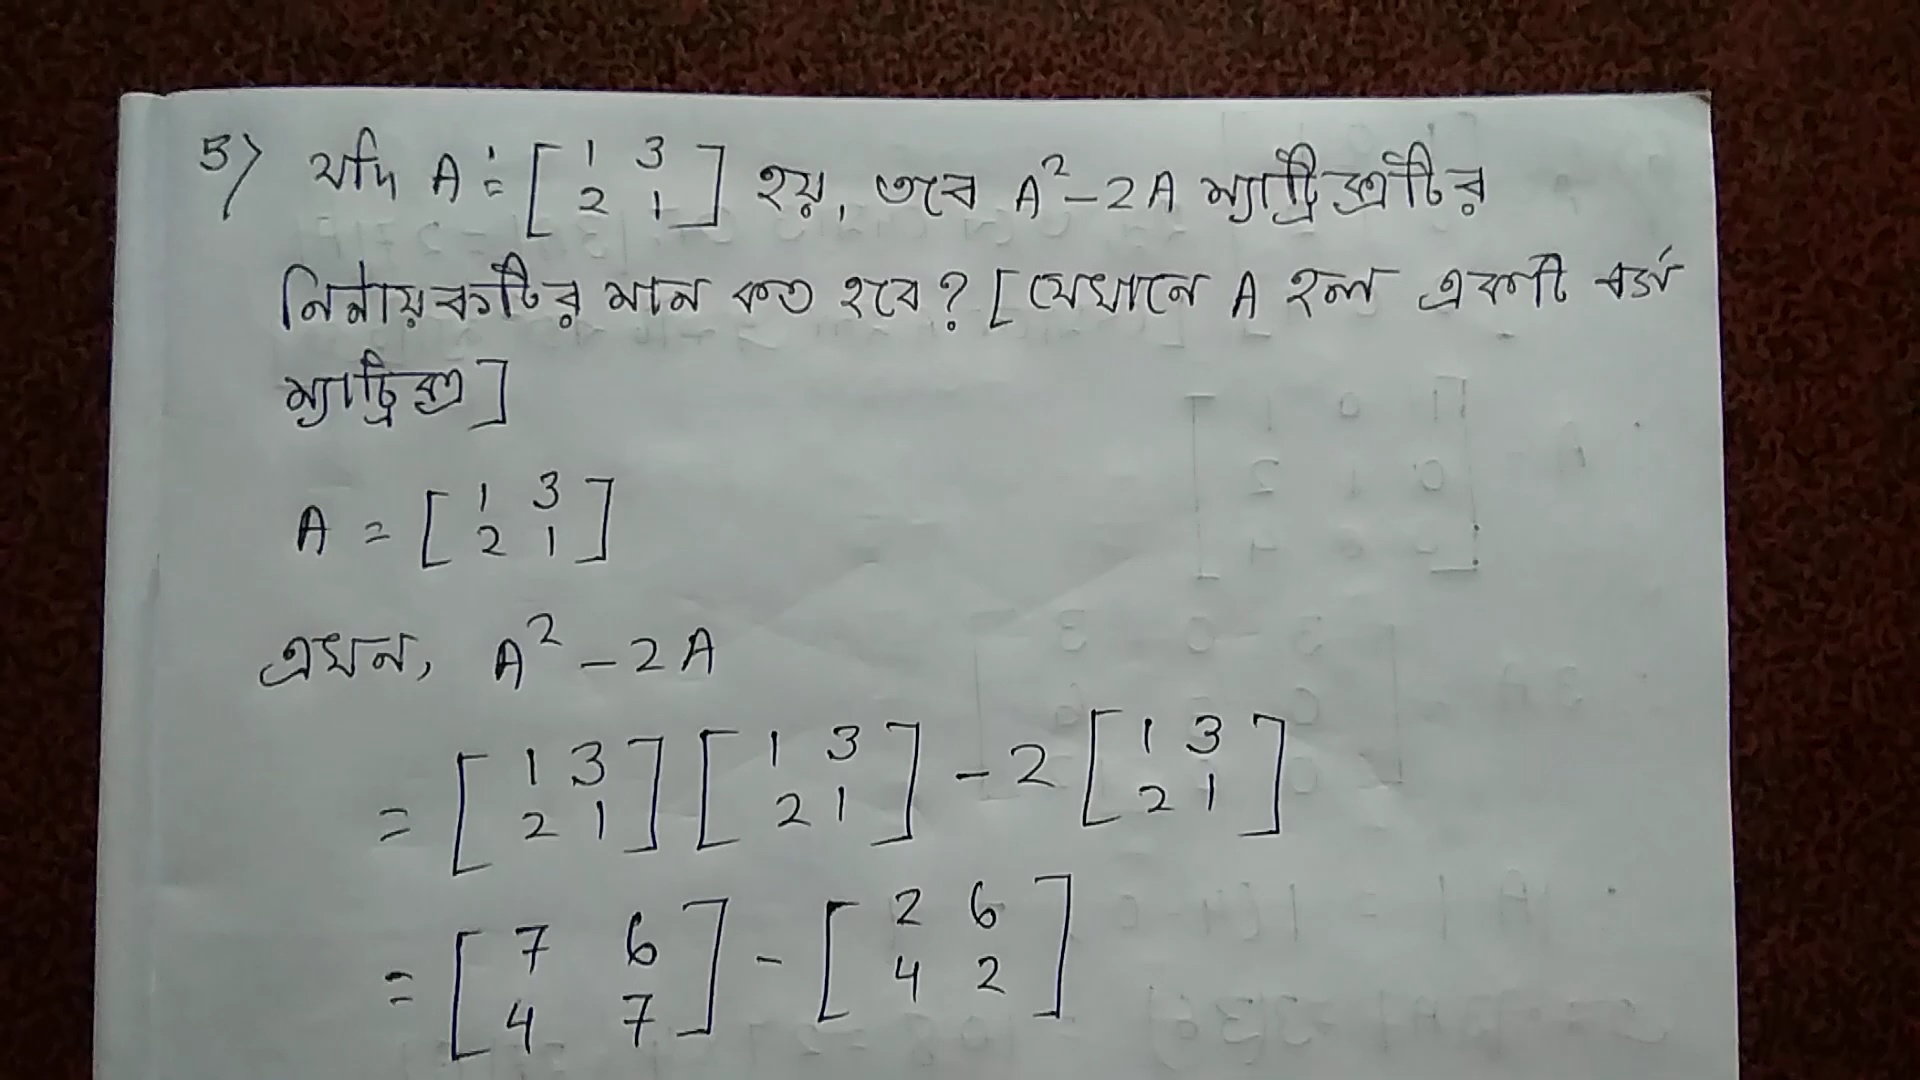 5) যদি A = [ 1 3 2 1 ] হয়, তবে A² - 2A ম্যাট্রিক্সটির
নির্নায়কটির মান কত হবে? [ যেখানে A হল একটি বর্গ
ম্যাট্রিক্স ]
A = [ 1 3 2 1 ]
এখন, A² - 2A
= [ 1 3 2 1 ] [ 1 3 2 1 ] - 2 [ 1 3 2 1 ]
= [ 7 6 4 7 ] - [ 2 6 4 2 ]